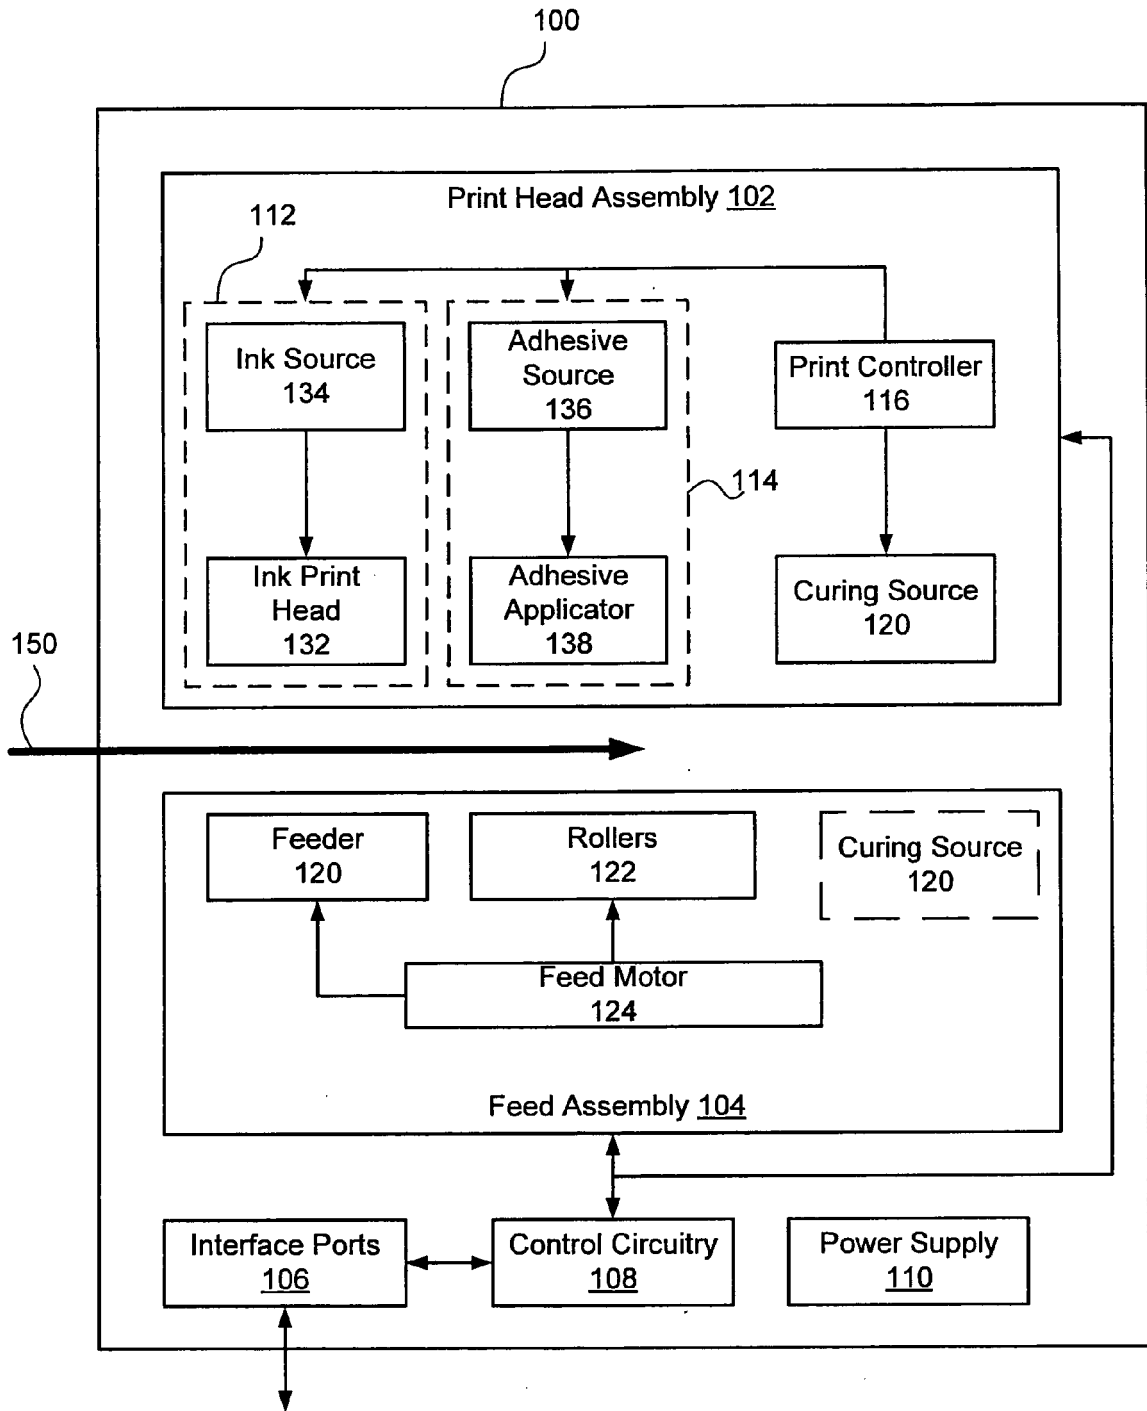 100
Print Head Assembly 102
112
Ink Source
134
Adhesive
Source
136
Print Controller
116
114
Ink Print
Head
132
Adhesive
Applicator
138
Curing Source
120
150
Feeder
120
Rollers
122
Curing Source
120
Feed Motor
124
Feed Assembly 104
Interface Ports
106
Control Circuitry
108
Power Supply
110